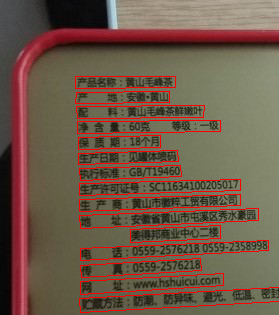 产品名称：黄山毛峰茶
产　　地：安徽·黄山
配　　料：黄山毛峰茶鲜嫩叶
净 含 量：60克　　等级：一级
保 质 期：18个月
生产日期：见罐体喷码
执行标准：GB/T19460
生产许可证号：SC11634100205017
生 产 商：黄山市徽粹工贸有限公司
地　　址：安徽省黄山市屯溪区秀水豪园
美得邦商业中心二楼
电　　话：0559-2576218 0559-2358998
传　　真：0559-2576218
网　　址：www.hshuicui.com
贮藏方法：防潮、防异味、避光、低温、密封